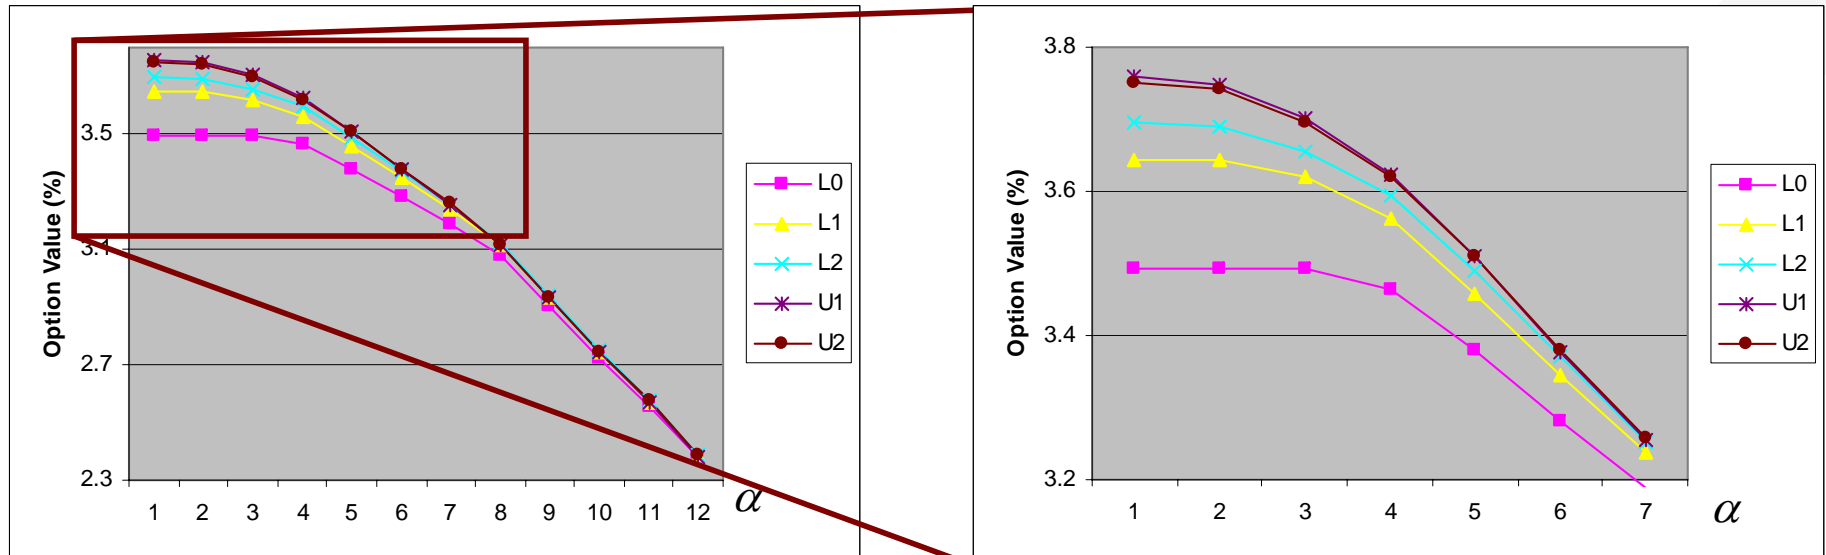 Option Value (%)
3.5
3.1
2.7
2.3
1 2 3 4 5 6 7 8 9 10 11 12
α
L0
L1
L2
U1
U2
Option Value (%)
3.8
3.6
3.4
3.2
1 2 3 4 5 6 7
α
L0
L1
L2
U1
U2